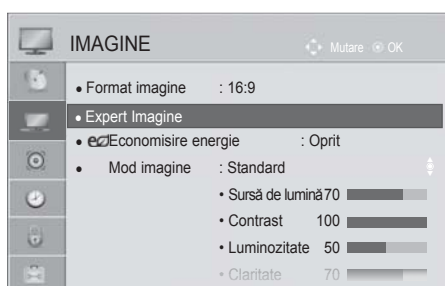 IMAGINE Mutare OK
• Format imagine : 16:9
• Expert Imagine
• eco Economisire energie : Oprit
• Mod imagine : Standard
• Sursă de lumină 70
• Contrast 100
• Luminozitate 50
• Claritate 70